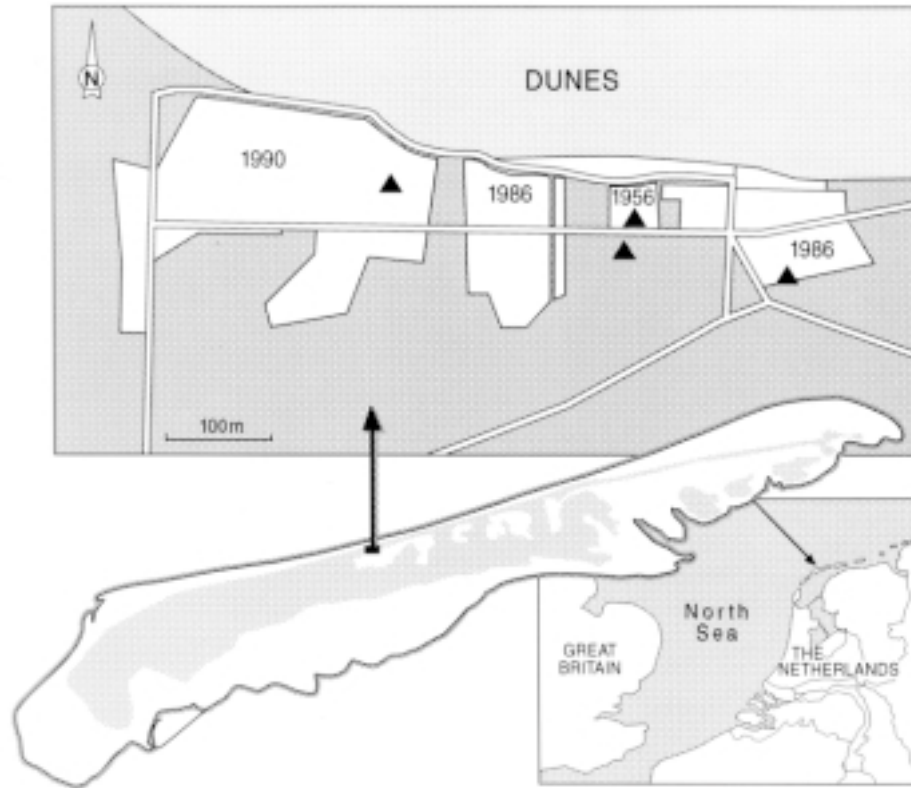 N
DUNES
1990
1986
1956
1986
100m
North
Sea
GREAT
BRITAIN
THE
NETHERLANDS